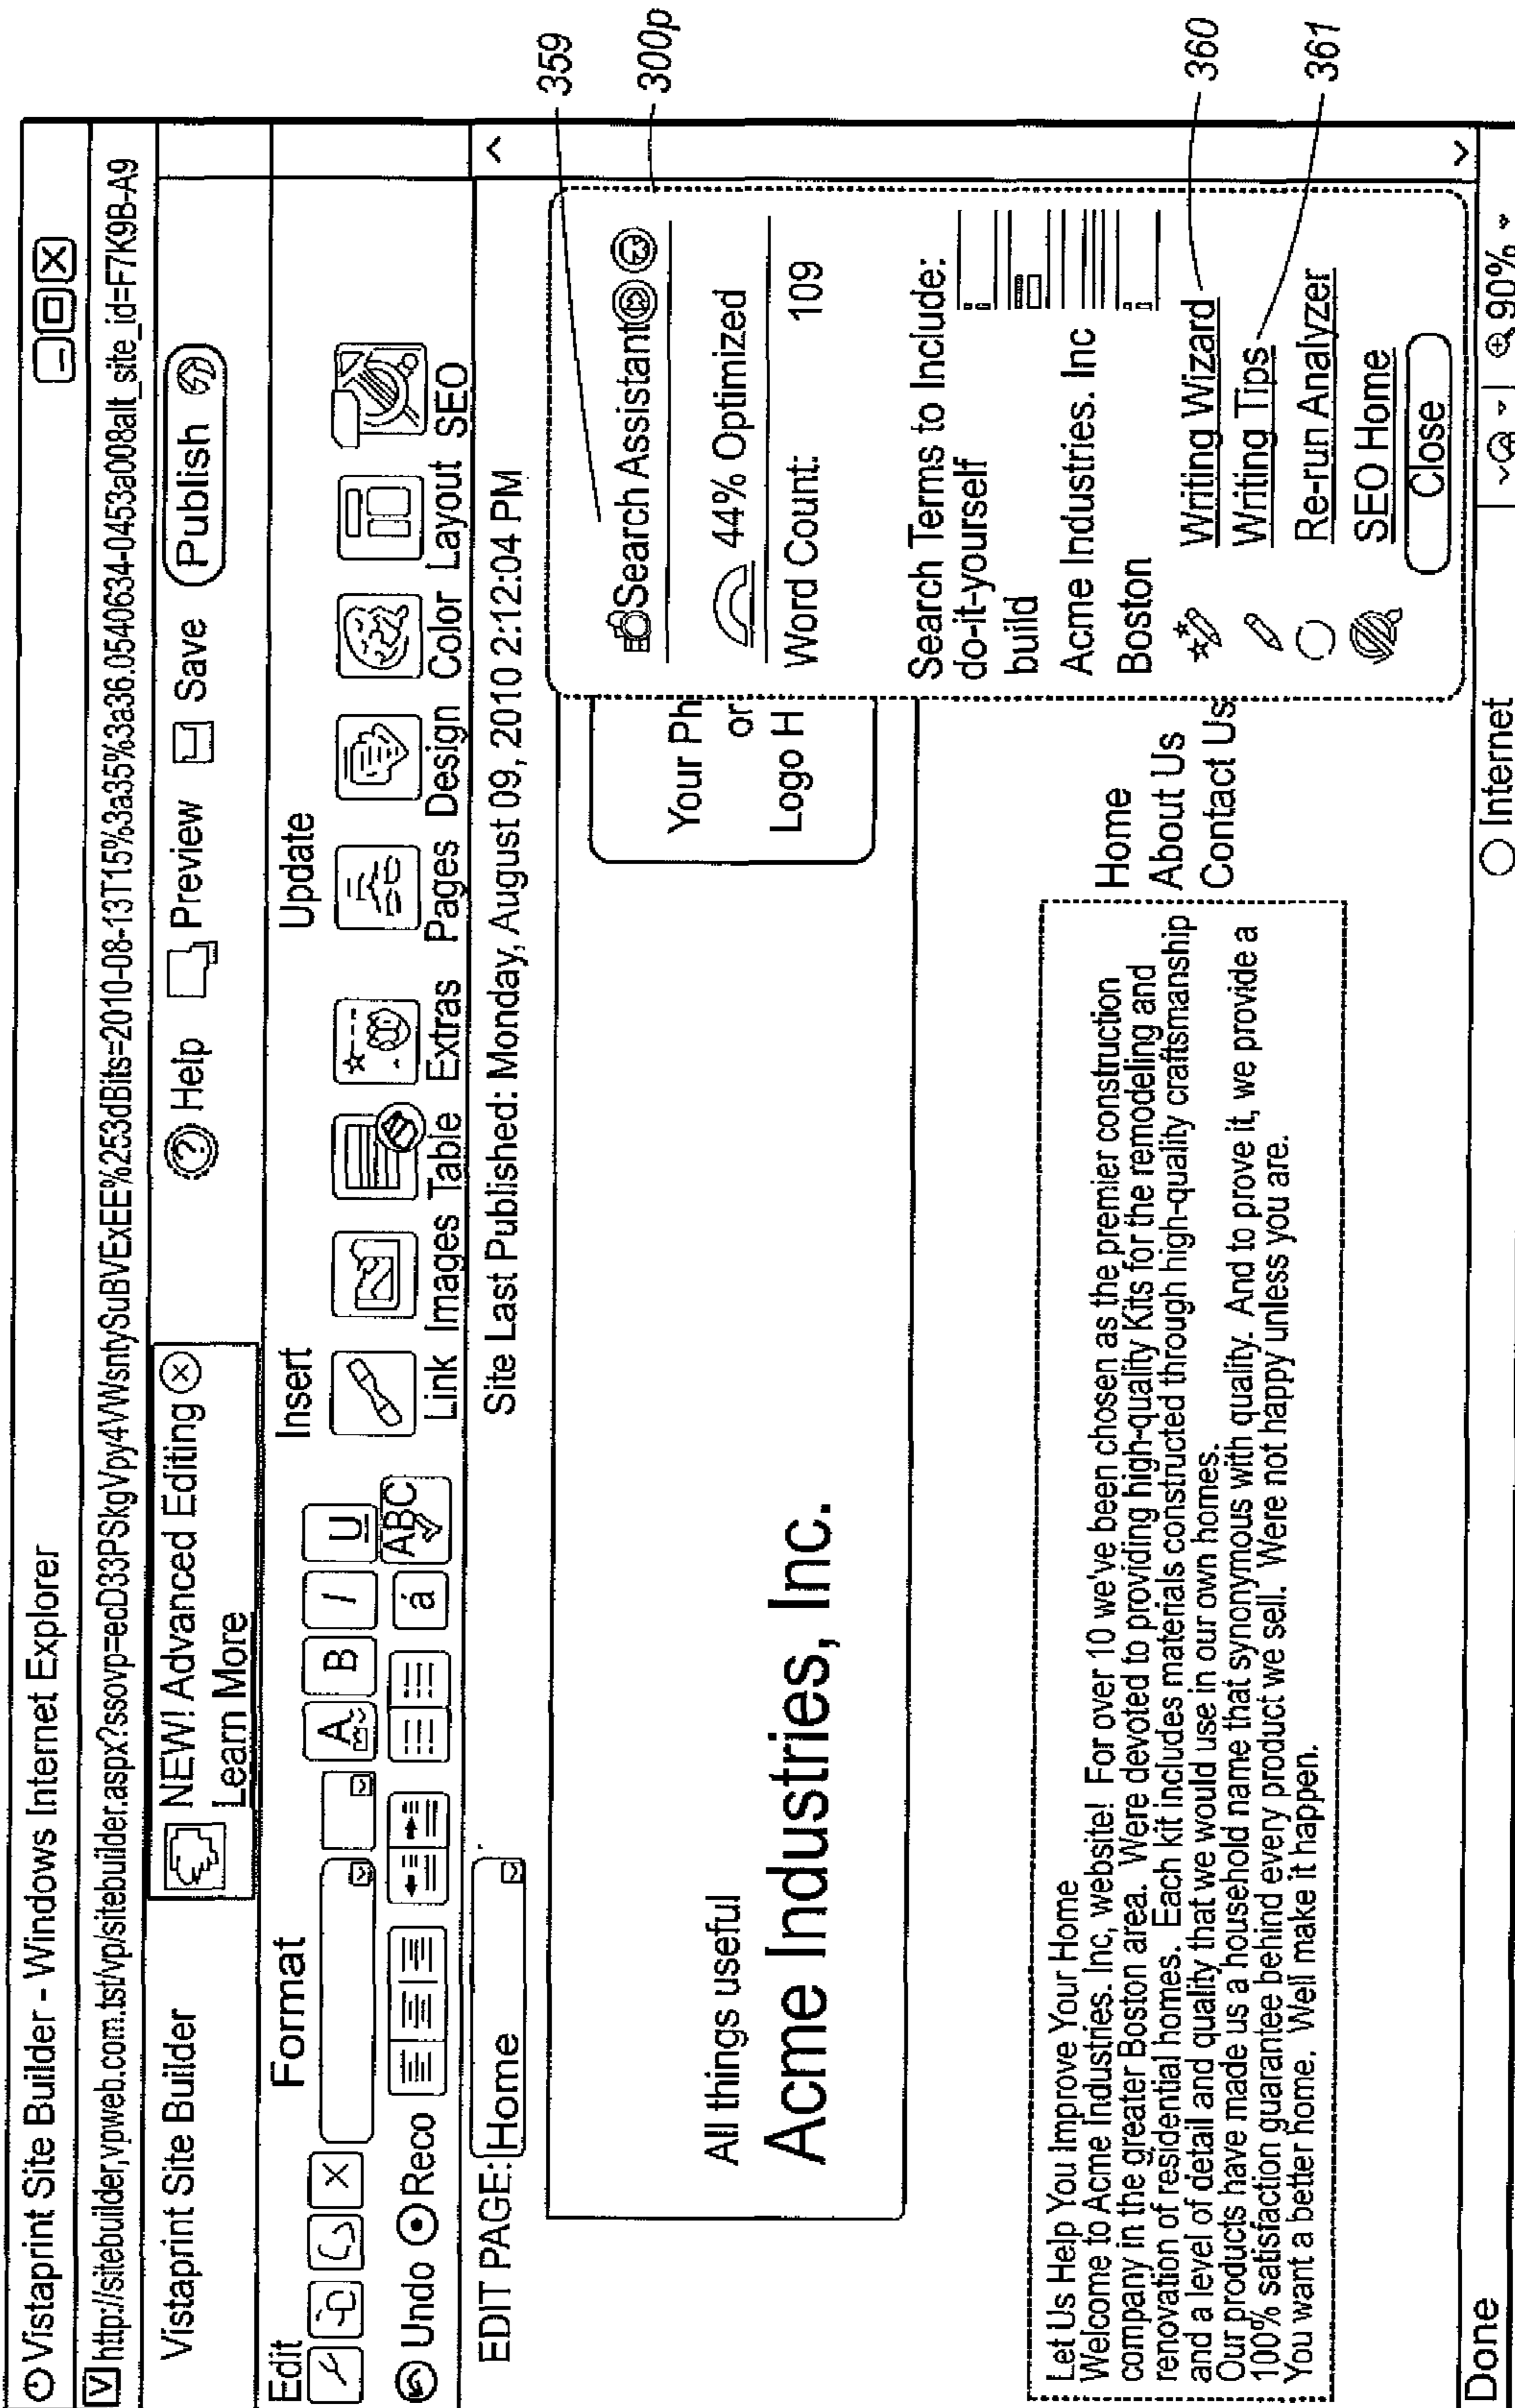 Vistaprint Site Builder - Windows Internet Explorer
http://sitebuilder,vpweb.com.tst/vp/sitebuilder.aspx?ssovp=ecD33PSkgVpy4VWsntySuBVExEE%253dBits=2010-08-13T15%3a35%3a36.0540634-0453a008alt_site_id=F7K9B-A9
Vistaprint Site Builder
NEW! Advanced Editing
Learn More
Help Preview Save Publish
Edit Format Insert Update
A B I U
Undo Reco á ABC
Link Images Table Extras Pages Design Color Layout SEO
EDIT PAGE: Home
Site Last Published: Monday, August 09, 2010 2:12:04 PM
All things useful
Acme Industries, Inc.
Your Ph
or
Logo H
359
300p
Search Assistant
44% Optimized
Word Count: 109
Search Terms to Include:
do-it-yourself
build
Acme Industries. Inc
Boston
Writing Wizard
360
Writing Tips
361
Re-run Analyzer
SEO Home
Close
Home
About Us
Contact Us
Let Us Help You Improve Your Home
Welcome to Acme Industries. Inc, website! For over 10 we've been chosen as the premier construction
company in the greater Boston area. Were devoted to providing high-quality Kits for the remodeling and
renovation of residential homes. Each kit includes materials constructed through high-quality craftsmanship
and a level of detail and quality that we would use in our own homes.
Our products have made us a household name that synonymous with quality. And to prove it, we provide a
100% satisfaction guarantee behind every product we sell. Were not happy unless you are.
You want a better home. Well make it happen.
Done
Internet
90%